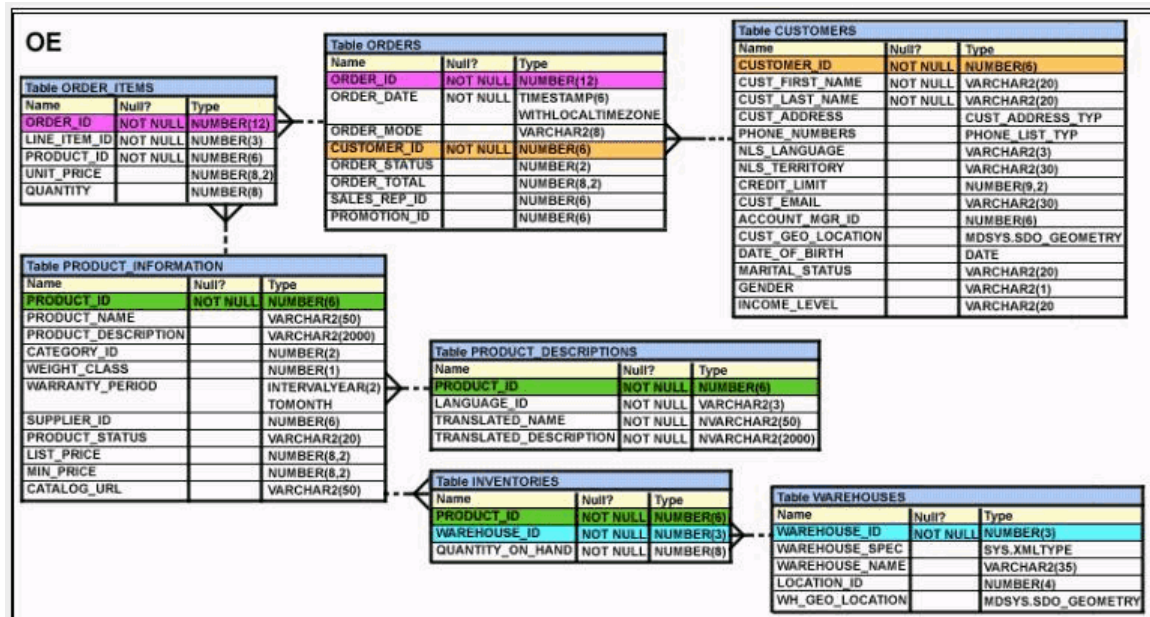 OE
Table ORDER_ITEMS
Name Null? Type
ORDER_ID NOT NULL NUMBER(12)
LINE_ITEM_ID NOT NULL NUMBER(3)
PRODUCT_ID NOT NULL NUMBER(6)
UNIT_PRICE NUMBER(8,2)
QUANTITY NUMBER(8)
Table ORDERS
Name Null? Type
ORDER_ID NOT NULL NUMBER(12)
ORDER_DATE NOT NULL TIMESTAMP(6)
WITHLOCALTIMEZONE
ORDER_MODE VARCHAR2(8)
CUSTOMER_ID NOT NULL NUMBER(6)
ORDER_STATUS NUMBER(2)
ORDER_TOTAL NUMBER(8,2)
SALES_REP_ID NUMBER(6)
PROMOTION_ID NUMBER(6)
Table CUSTOMERS
Name Null? Type
CUSTOMER_ID NOT NULL NUMBER(6)
CUST_FIRST_NAME NOT NULL VARCHAR2(20)
CUST_LAST_NAME NOT NULL VARCHAR2(20)
CUST_ADDRESS CUST_ADDRESS_TYP
PHONE_NUMBERS PHONE_LIST_TYP
NLS_LANGUAGE VARCHAR2(3)
NLS_TERRITORY VARCHAR2(30)
CREDIT_LIMIT NUMBER(9,2)
CUST_EMAIL VARCHAR2(30)
ACCOUNT_MGR_ID NUMBER(6)
CUST_GEO_LOCATION MDSYS.SDO_GEOMETRY
DATE_OF_BIRTH DATE
MARITAL_STATUS VARCHAR2(20)
GENDER VARCHAR2(1)
INCOME_LEVEL VARCHAR2(20
Table PRODUCT_INFORMATION
Name Null? Type
PRODUCT_ID NOT NULL NUMBER(6)
PRODUCT_NAME VARCHAR2(50)
PRODUCT_DESCRIPTION VARCHAR2(2000)
CATEGORY_ID NUMBER(2)
WEIGHT_CLASS NUMBER(1)
WARRANTY_PERIOD INTERVALYEAR(2)
TOMONTH
SUPPLIER_ID NUMBER(6)
PRODUCT_STATUS VARCHAR2(20)
LIST_PRICE NUMBER(8,2)
MIN_PRICE NUMBER(8,2)
CATALOG_URL VARCHAR2(50)
Table PRODUCT_DESCRIPTIONS
Name Null? Type
PRODUCT_ID NOT NULL NUMBER(6)
LANGUAGE_ID NOT NULL VARCHAR2(3)
TRANSLATED_NAME NOT NULL NVARCHAR2(50)
TRANSLATED_DESCRIPTION NOT NULL NVARCHAR2(2000)
Table INVENTORIES
Name Null? Type
PRODUCT_ID NOT NULL NUMBER(6)
WAREHOUSE_ID NOT NULL NUMBER(3)
QUANTITY_ON_HAND NOT NULL NUMBER(8)
Table WAREHOUSES
Name Null? Type
WAREHOUSE_ID NOT NULL NUMBER(3)
WAREHOUSE_SPEC SYS.XMLTYPE
WAREHOUSE_NAME VARCHAR2(35)
LOCATION_ID NUMBER(4)
WH_GEO_LOCATION MDSYS.SDO_GEOMETRY